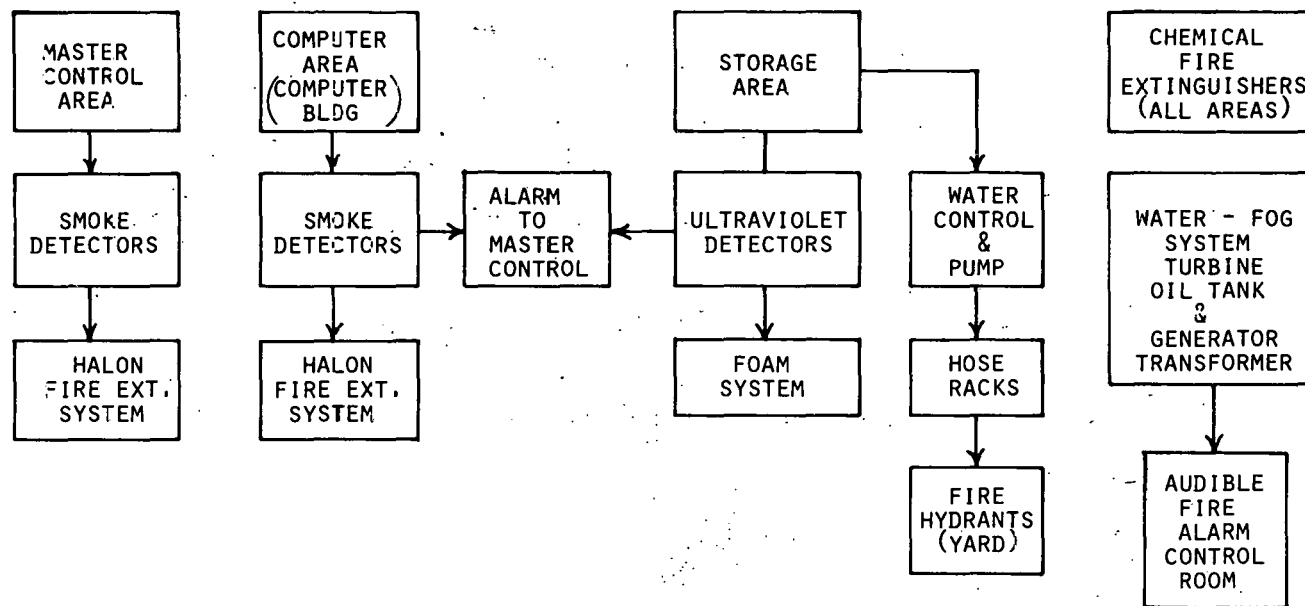 MASTER
CONTROL
AREA
COMPUTER
AREA
(COMPUTER
BLDG)
STORAGE
AREA
CHEMICAL
FIRE
EXTINGUISHERS
(ALL AREAS)
SMOKE
DETECTORS
SMOKE
DETECTORS
ALARM
TO
MASTER
CONTROL
ULTRAVIOLET
DETECTORS
WATER
CONTROL
&
PUMP
WATER - FOG
SYSTEM
TURBINE
OIL TANK
&
GENERATOR
TRANSFORMER
HALON
FIRE EXT.
SYSTEM
HALON
FIRE EXT.
SYSTEM
FOAM
SYSTEM
HOSE
RACKS
FIRE
HYDRANTS
(YARD)
AUDIBLE
FIRE
ALARM
CONTROL
ROOM